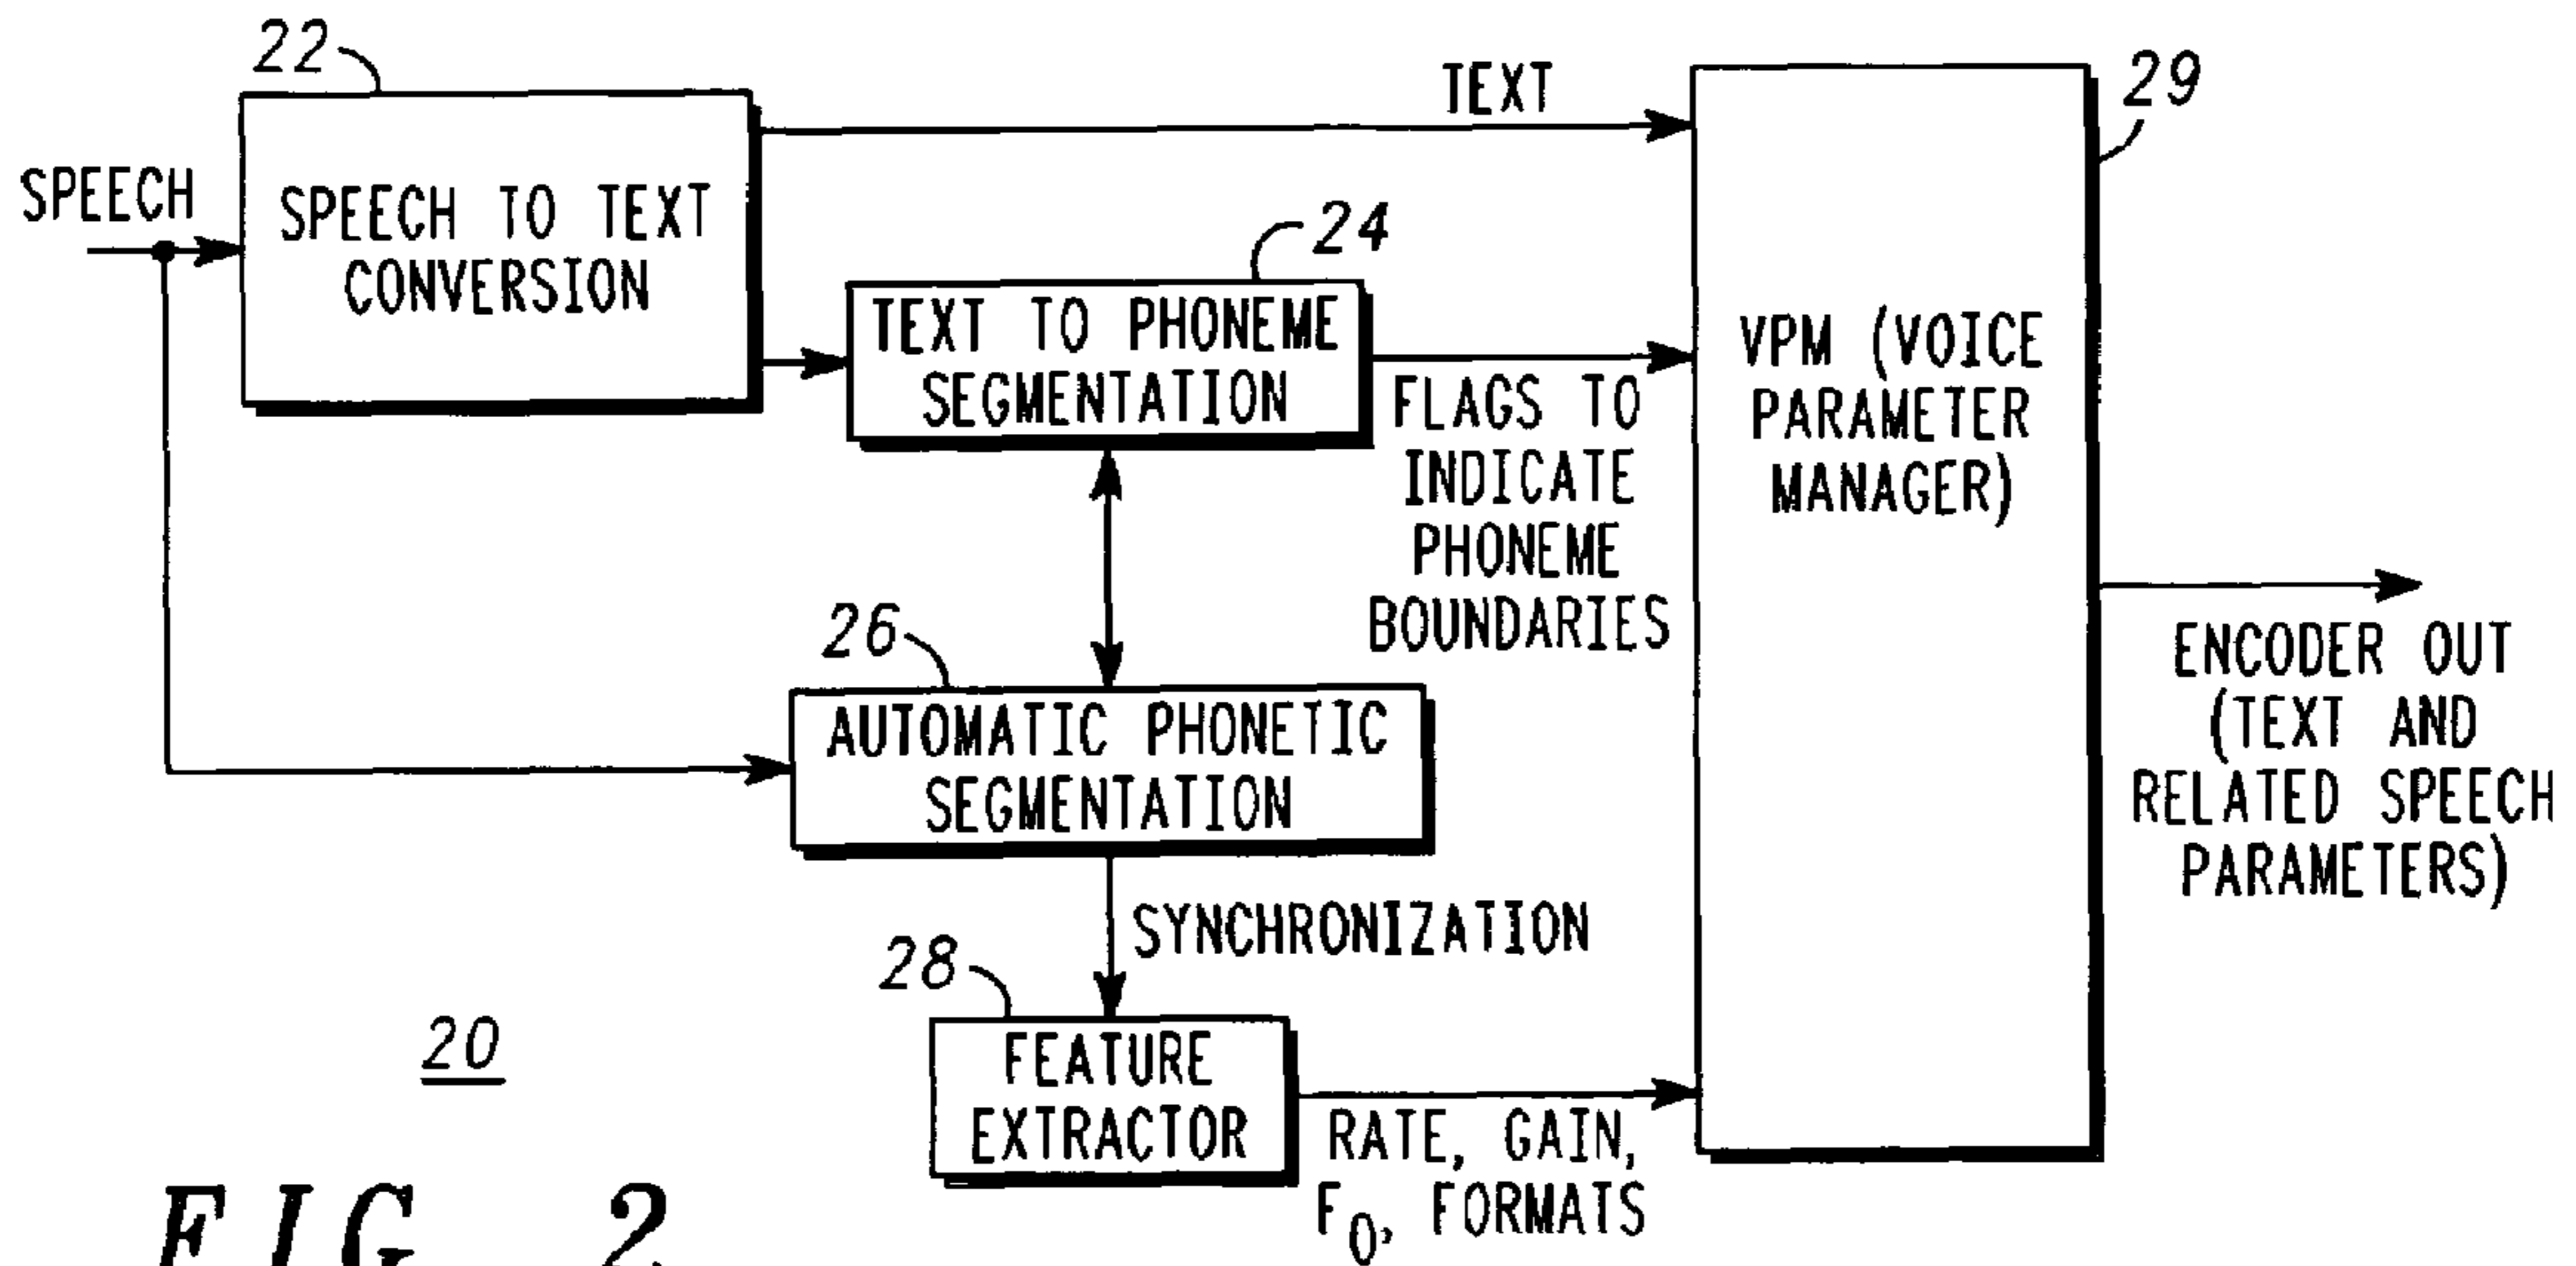 22
SPEECH
SPEECH TO TEXT
CONVERSION
TEXT
29
24
TEXT TO PHONEME
SEGMENTATION
FLAGS TO
INDICATE
PHONEME
BOUNDARIES
VPM (VOICE
PARAMETER
MANAGER)
26
AUTOMATIC PHONETIC
SEGMENTATION
ENCODER OUT
(TEXT AND
RELATED SPEECH
PARAMETERS)
SYNCHRONIZATION
28
FEATURE
EXTRACTOR
RATE, GAIN,
F0, FORMATS
20
FIG. 2